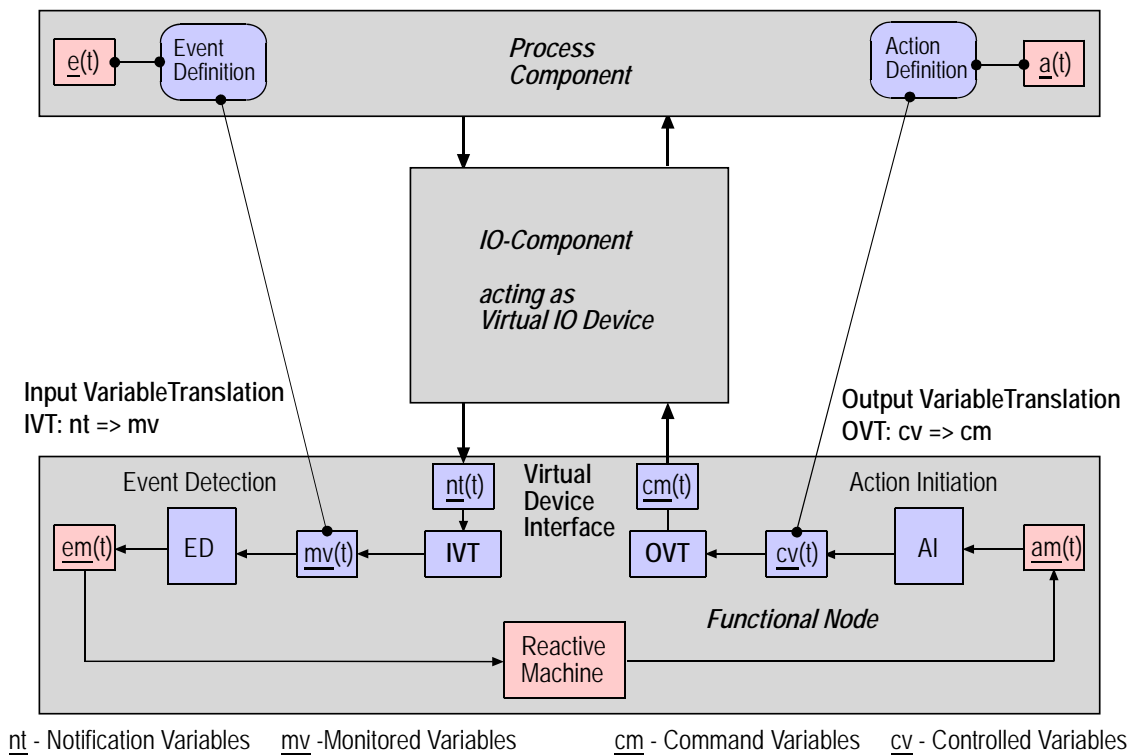 e(t)
Event
Definition
Process
Component
Action
Definition
a(t)
IO-Component
acting as
Virtual IO Device
Input VariableTranslation
IVT: nt => mv
Output VariableTranslation
OVT: cv => cm
Event Detection
nt(t)
Virtual
Device
Interface
cm(t)
Action Initiation
em(t)
ED
mv(t)
IVT
OVT
cv(t)
AI
am(t)
Functional Node
Reactive
Machine
nt - Notification Variables mv -Monitored Variables cm - Command Variables cv - Controlled Variables